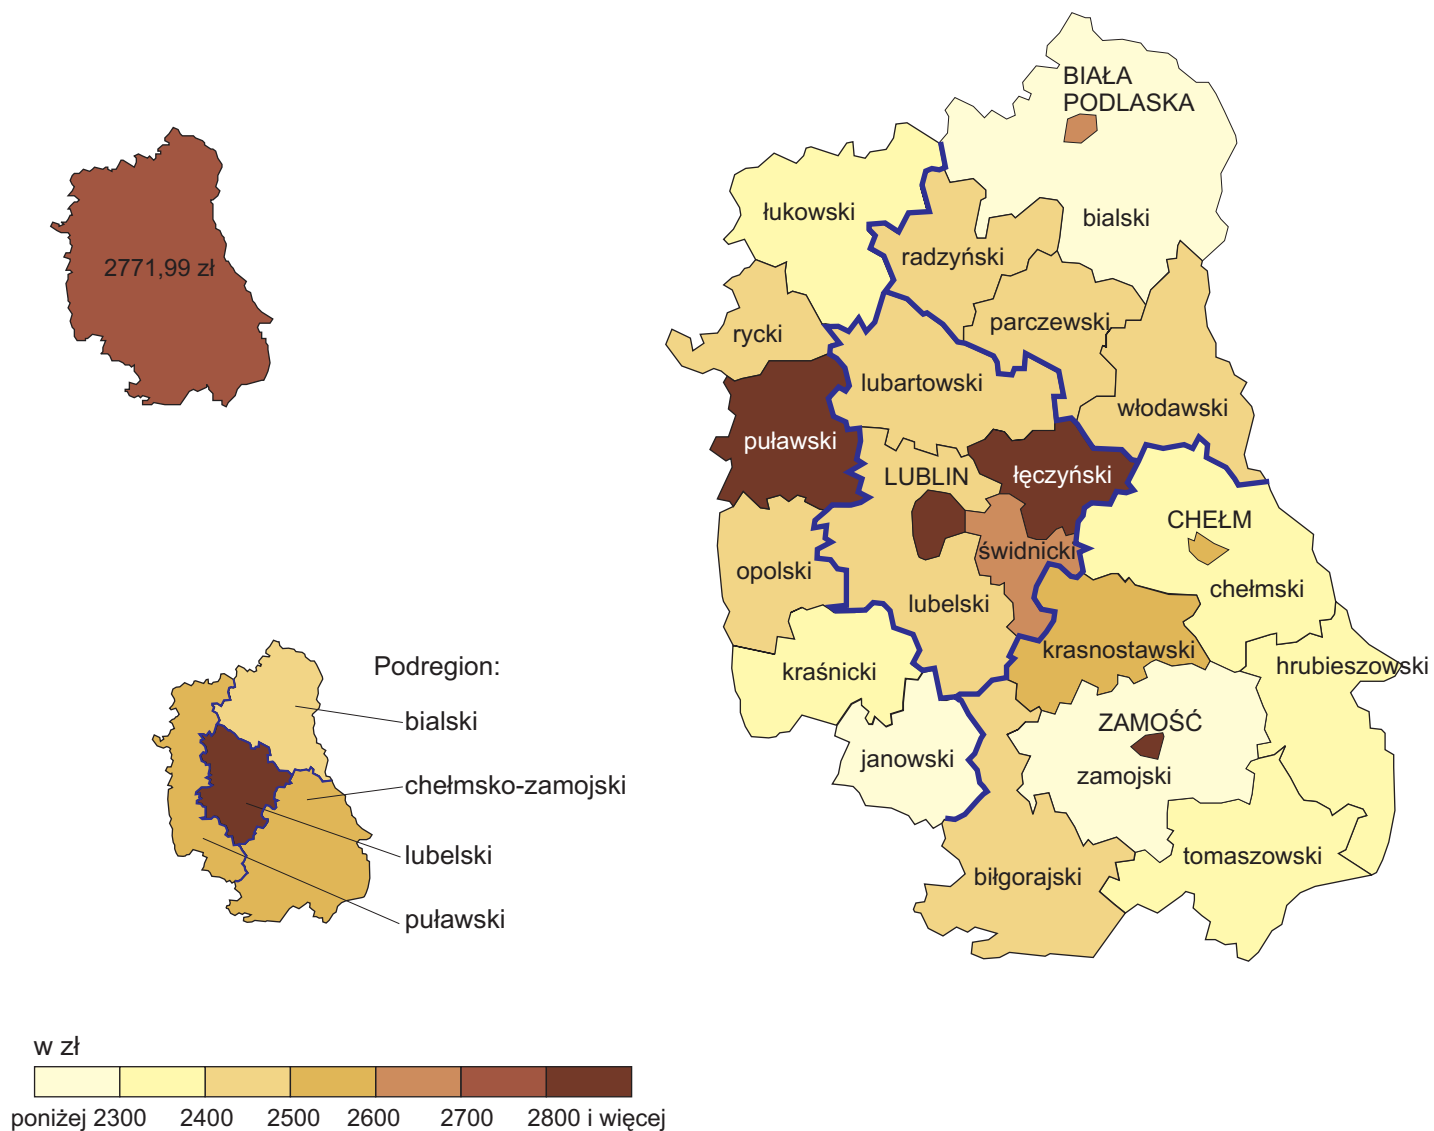 2771,99 zł
BIAŁA
PODLASKA
łukowski
bialski
radzyński
parczewski
rycki
lubartowski
włodawski
puławski
łęczyński
LUBLIN
CHEŁM
świdnicki
opolski
chełmski
lubelski
krasnostawski
hrubieszowski
kraśnicki
ZAMOŚĆ
janowski
zamojski
tomaszowski
biłgorajski
Podregion:
bialski
chełmsko-zamojski
lubelski
puławski
w zł
poniżej 2300 2400 2500 2600 2700 2800 i więcej